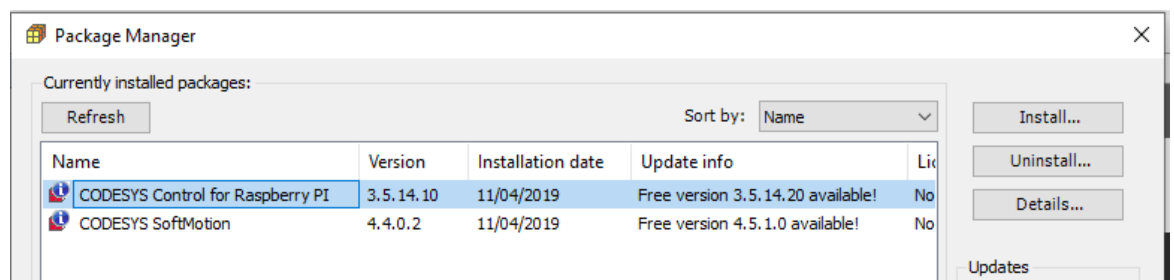 Package Manager
Currently installed packages:
Refresh
Sort by: Name
Install...
Name Version Installation date Update info Lic
Uninstall...
CODESYS Control for Raspberry PI 3.5.14.10 11/04/2019 Free version 3.5.14.20 available! No
Details...
CODESYS SoftMotion 4.4.0.2 11/04/2019 Free version 4.5.1.0 available! No
Updates